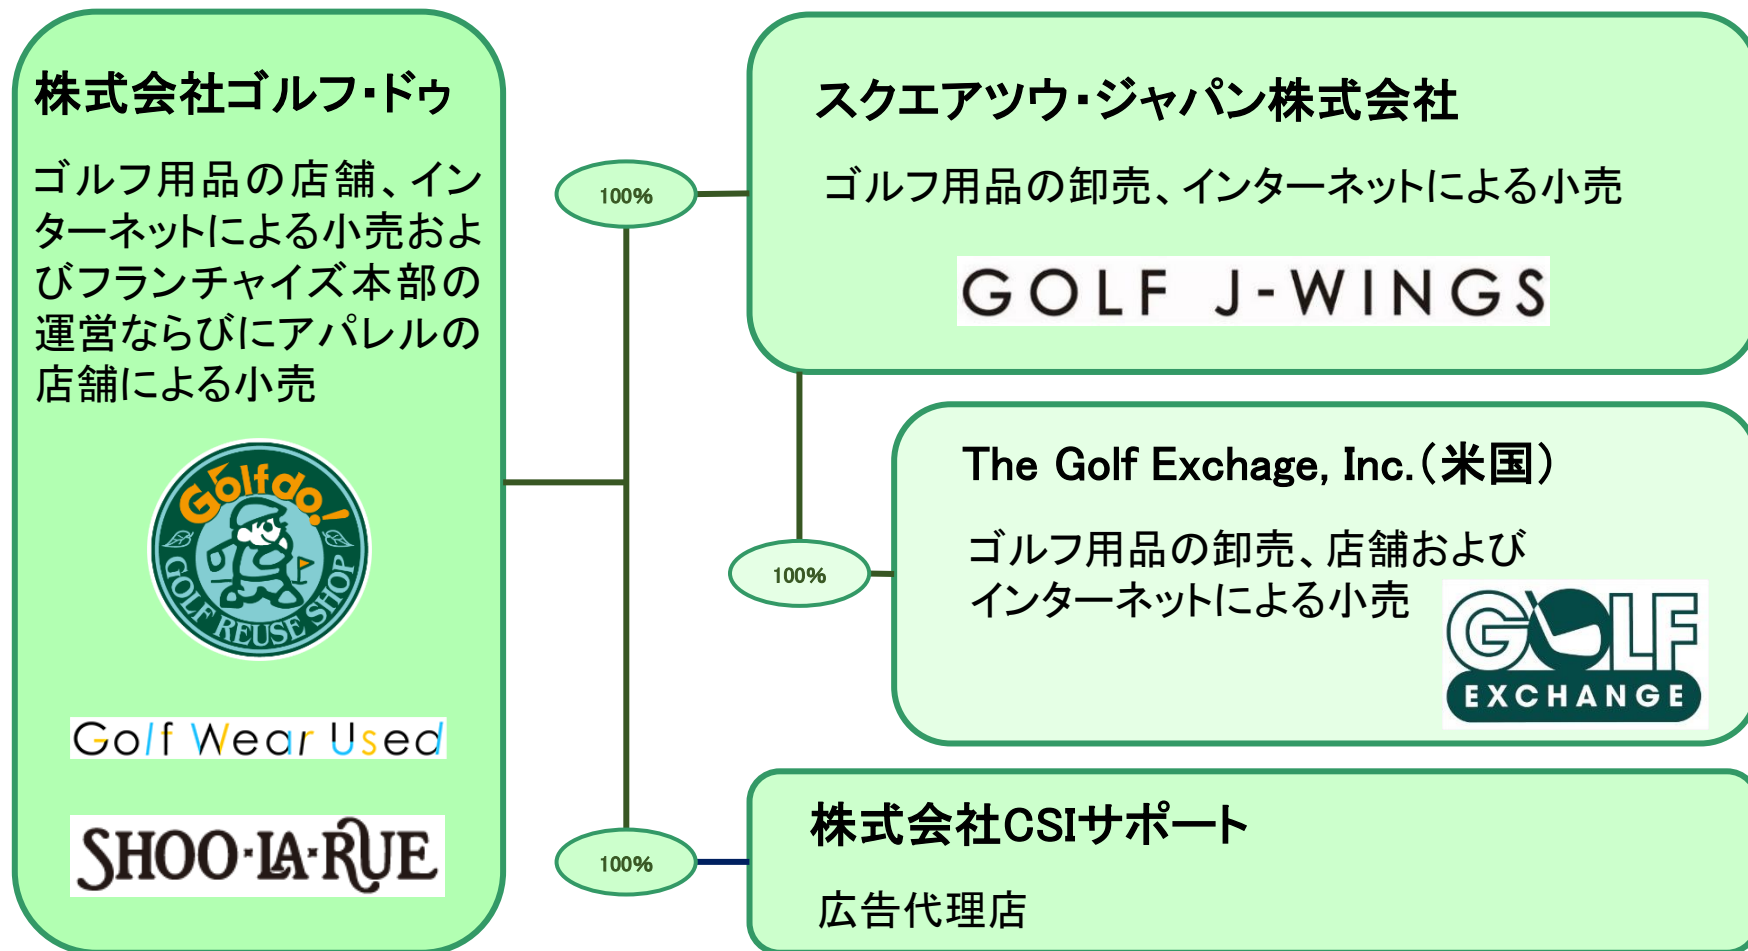 株式会社ゴルフ・ドゥ
ゴルフ用品の店舗、イン
ターネットによる小売およ
びフランチャイズ本部の
運営ならびにアパレルの
店舗による小売
Golfdo!
GOLF REUSE SHOP
Golf Wear Used
SHOO・LA・RUE
100%
スクエアツウ・ジャパン株式会社
ゴルフ用品の卸売、インターネットによる小売
GOLF J-WINGS
100%
The Golf Exchage, Inc.(米国)
ゴルフ用品の卸売、店舗および
インターネットによる小売
GOLF
EXCHANGE
100%
株式会社CSIサポート
広告代理店